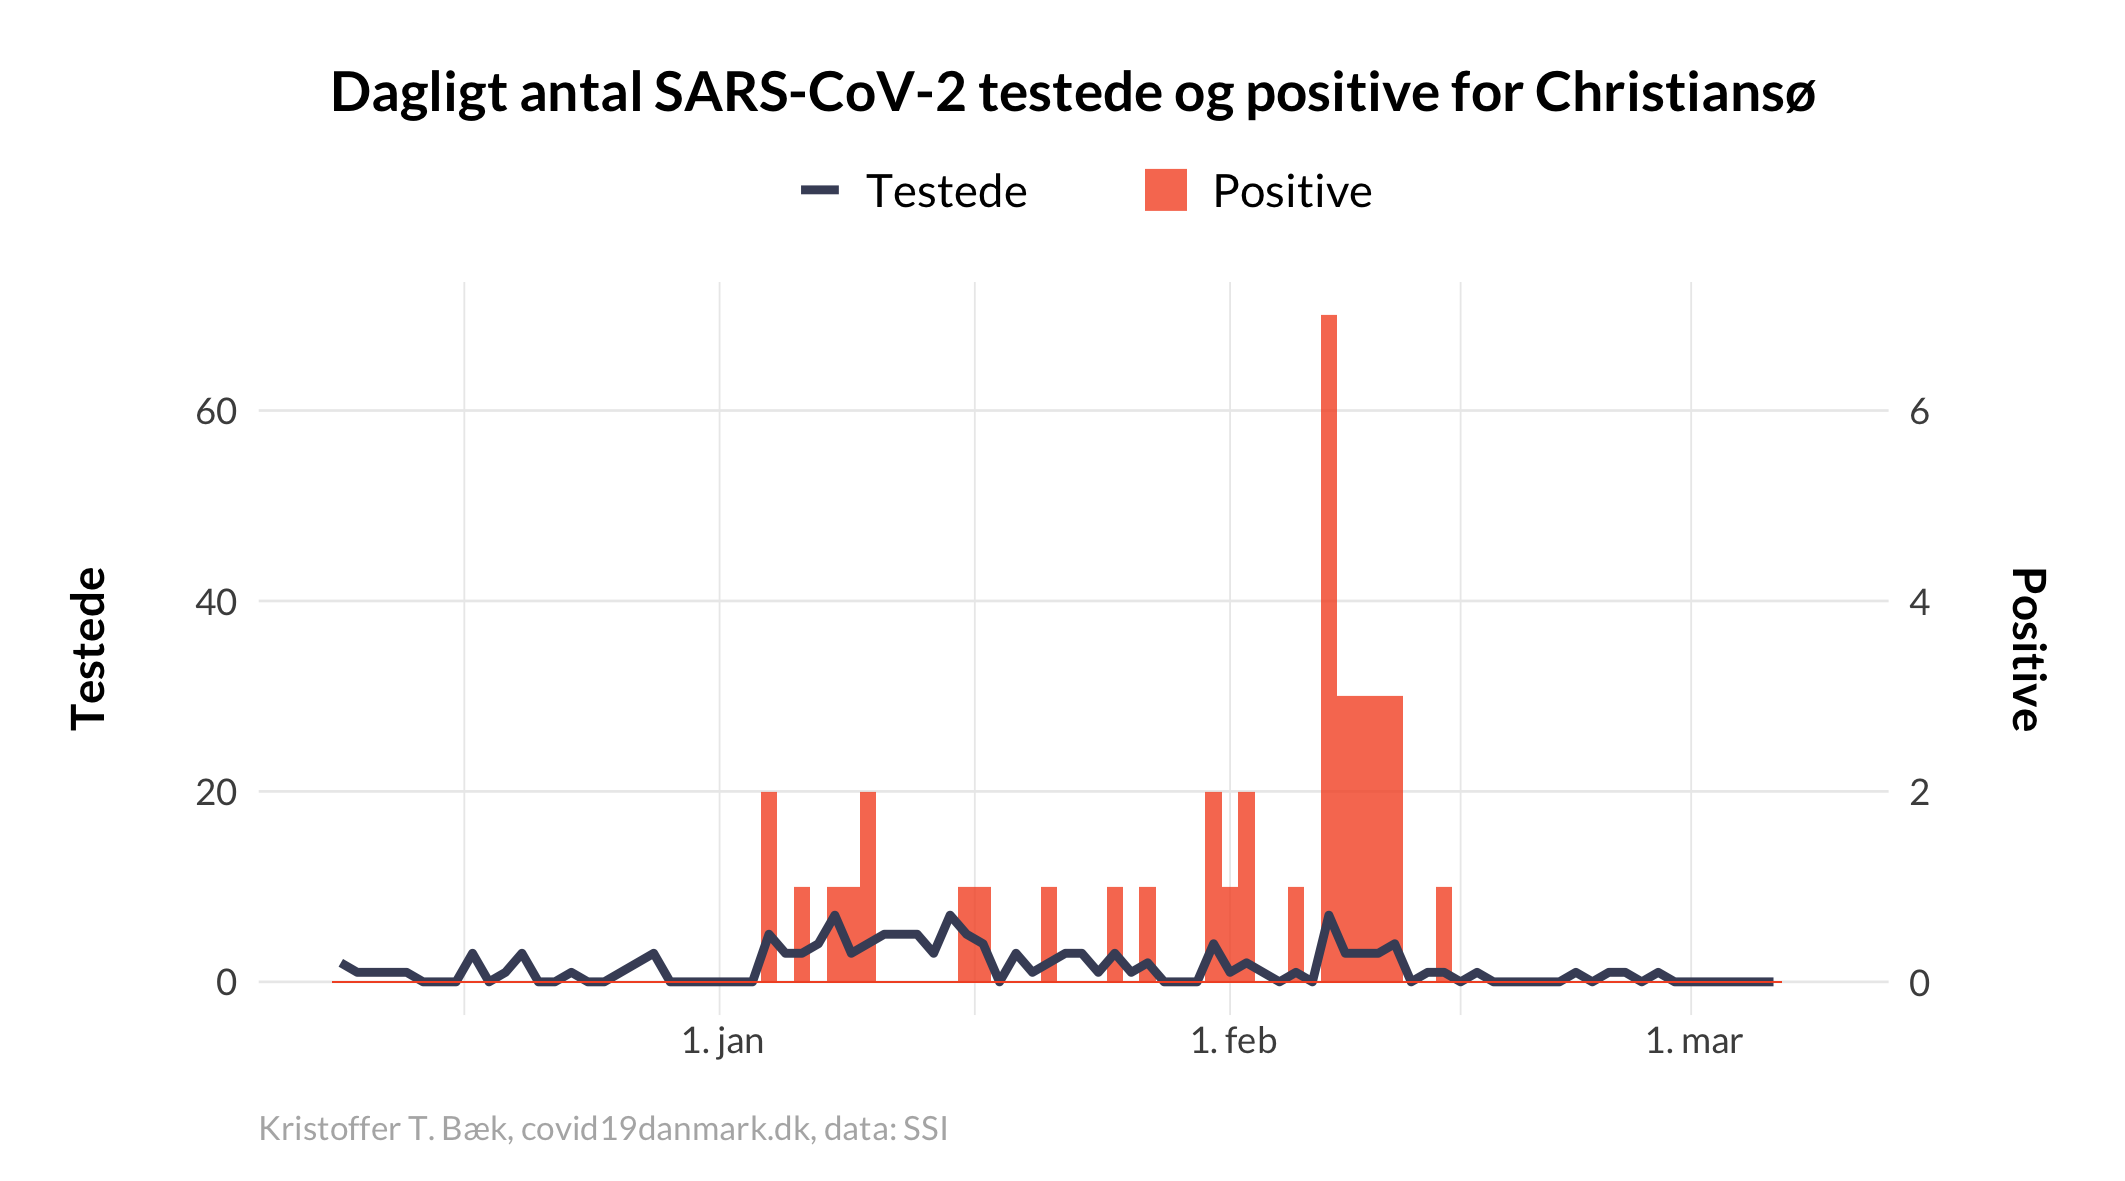 Dagligt antal SARS-CoV-2 testede og positive for Christiansø
Testede
Positive
60
40
20
0
6
4
2
0
Testede
Positive
1. jan
1. feb
1. mar
Kristoffer T. Bæk, covid19danmark.dk, data: SSI